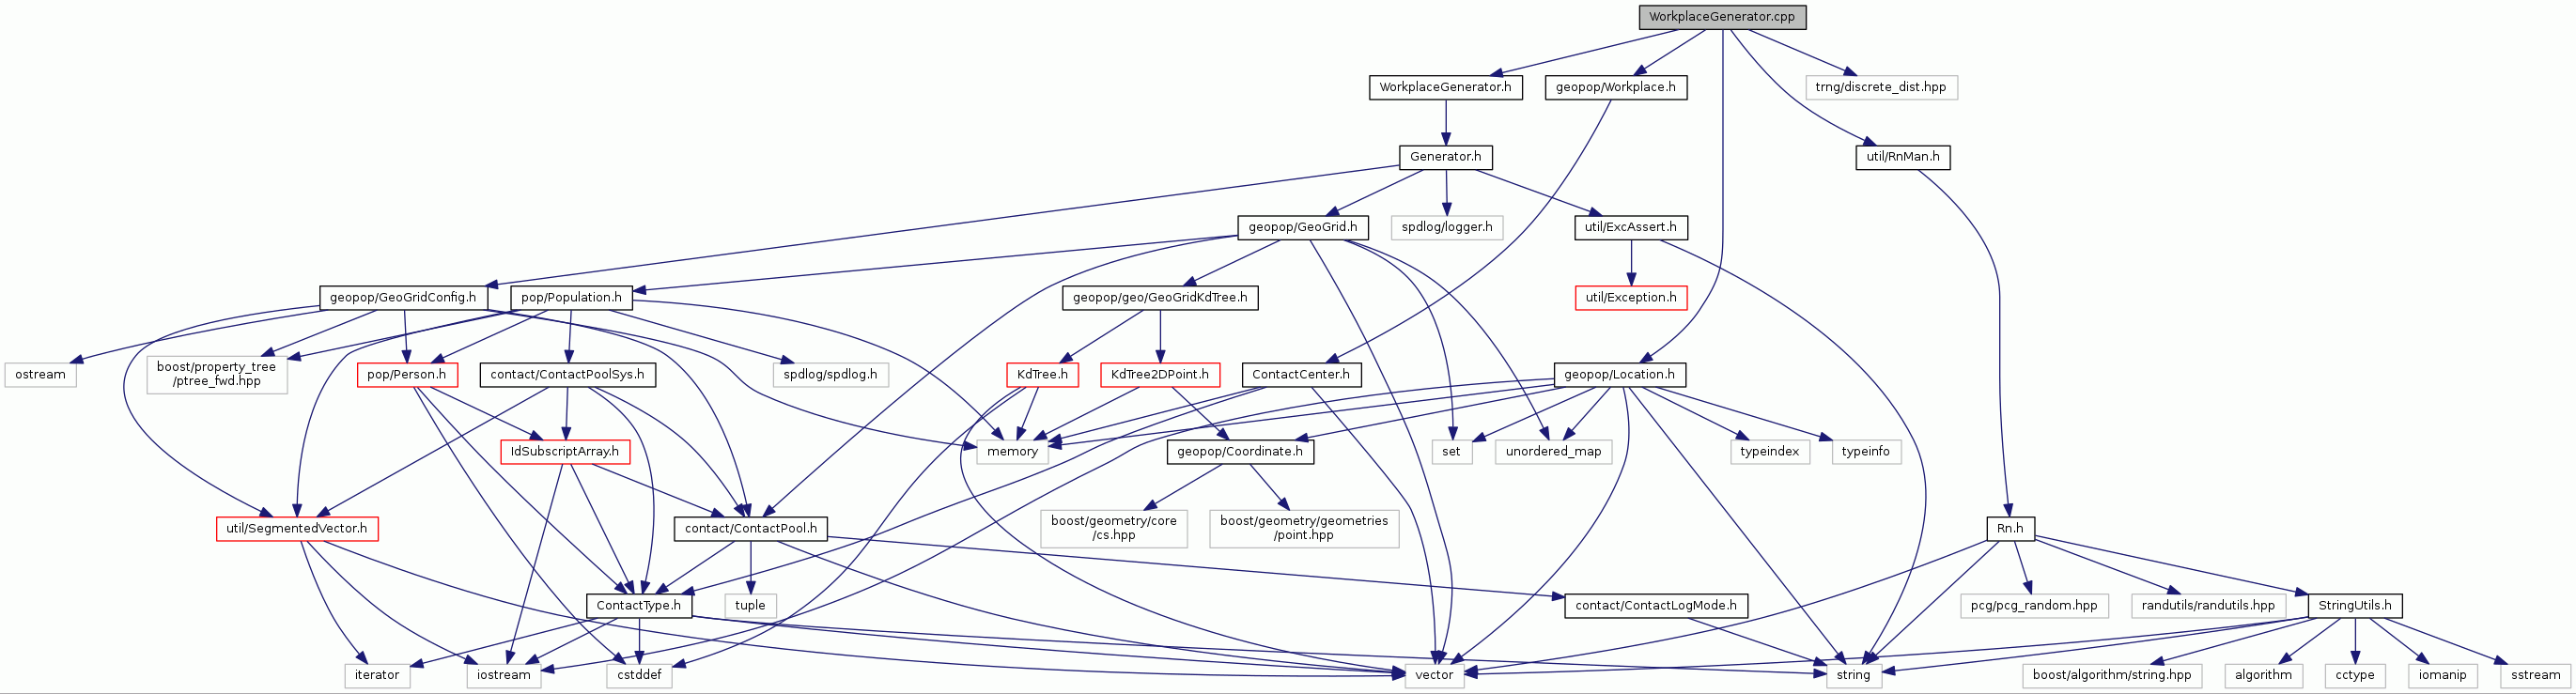 WorkplaceGenerator.cpp
WorkplaceGenerator.h
geopop/Workplace.h
trng/discrete_dist.hpp
Generator.h
util/RnMan.h
geopop/GeoGrid.h
spdlog/logger.h
util/ExcAssert.h
geopop/GeoGridConfig.h
pop/Population.h
geopop/geo/GeoGridKdTree.h
util/Exception.h
ostream
boost/property_tree
/ptree_fwd.hpp
pop/Person.h
contact/ContactPoolSys.h
spdlog/spdlog.h
KdTree.h
KdTree2DPoint.h
ContactCenter.h
geopop/Location.h
IdSubscriptArray.h
memory
geopop/Coordinate.h
set
unordered_map
typeindex
typeinfo
util/SegmentedVector.h
contact/ContactPool.h
boost/geometry/core
/cs.hpp
boost/geometry/geometries
/point.hpp
Rn.h
ContactType.h
tuple
contact/ContactLogMode.h
pcg/pcg_random.hpp
randutils/randutils.hpp
StringUtils.h
iterator
iostream
cstddef
vector
string
boost/algorithm/string.hpp
algorithm
cctype
iomanip
sstream